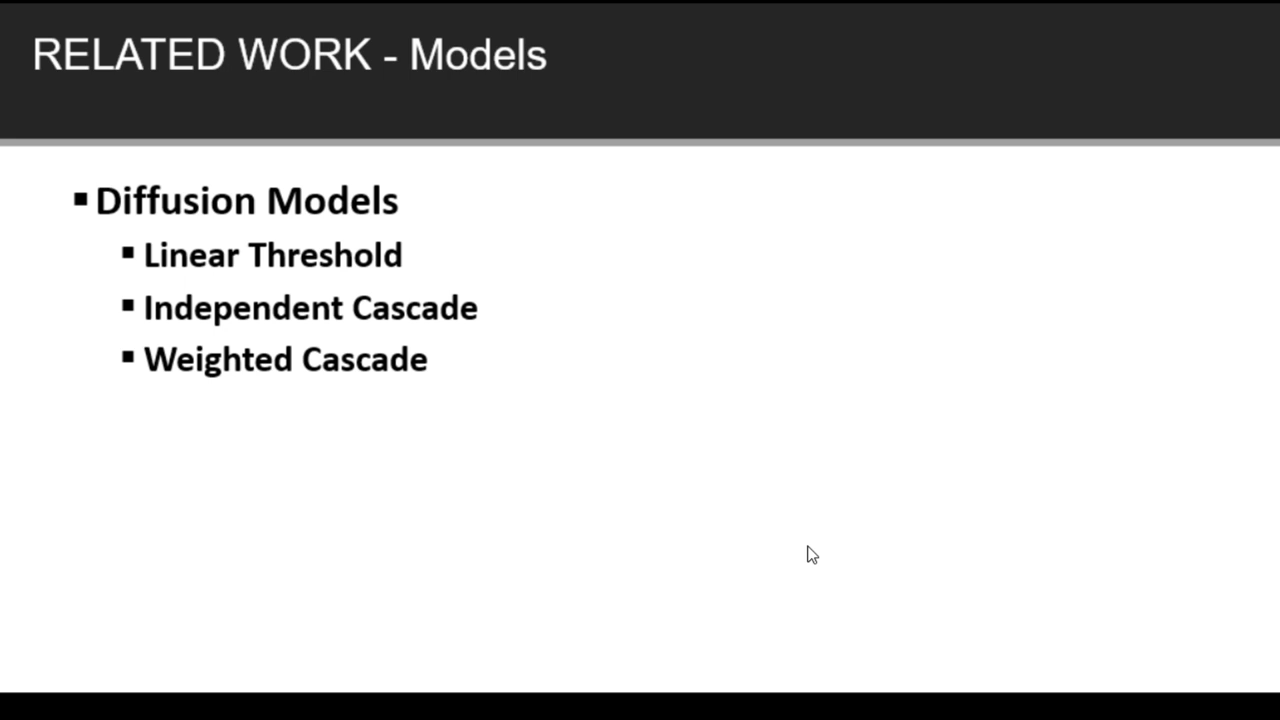 RELATED WORK - Models
Diffusion Models
Linear Threshold
Independent Cascade
Weighted Cascade